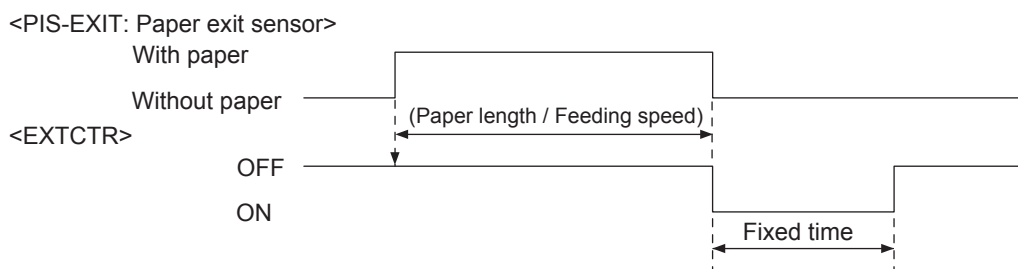 <PIS-EXIT: Paper exit sensor>
With paper
Without paper
(Paper length / Feeding speed)
<EXTCTR>
OFF
ON
Fixed time